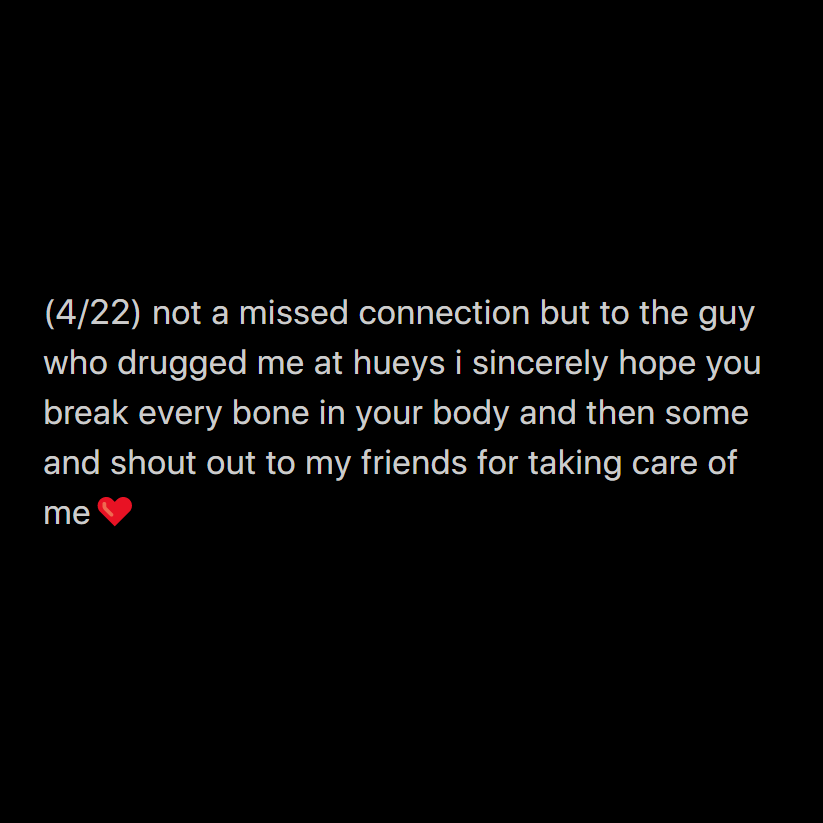 (4/22) not a missed connection but to the guy
who drugged me at hueys i sincerely hope you
break every bone in your body and then some
and shout out to my friends for taking care of
me ❤️